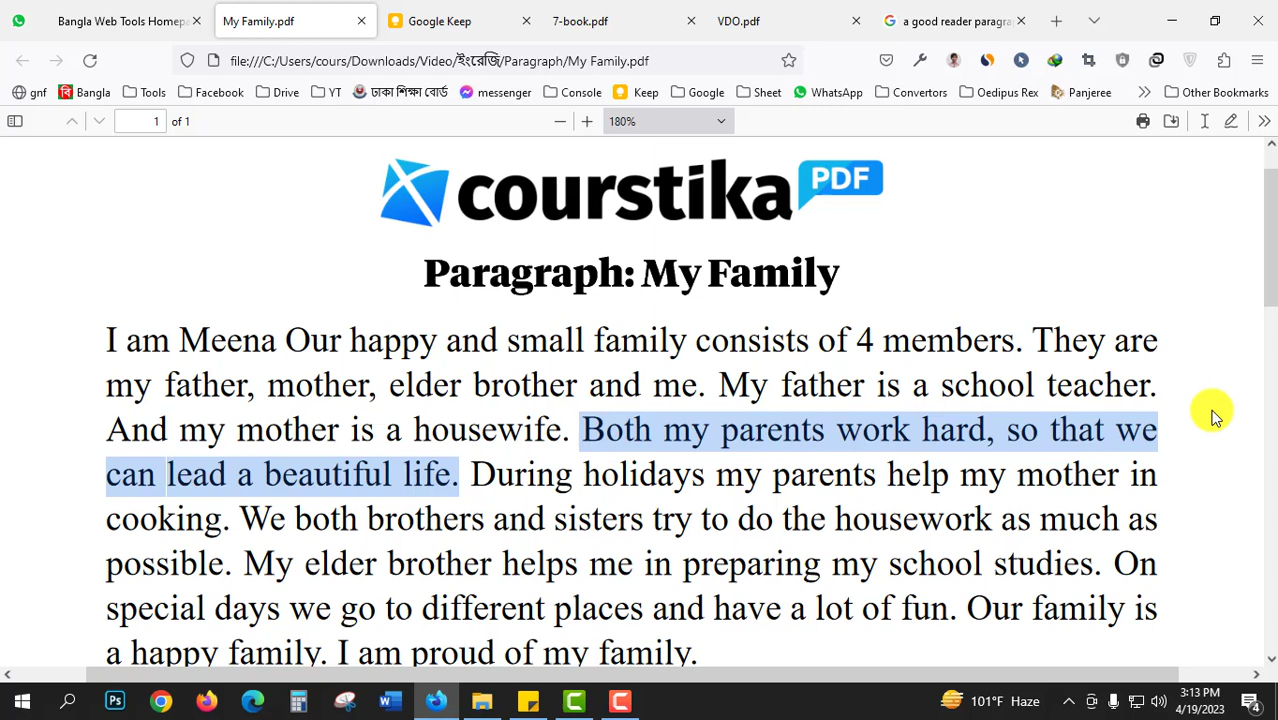 Bangla Web Tools Homepa
My Family.pdf
Google Keep
7-book.pdf
VDO.pdf
a good reader paragra
file:///C:/Users/cours/Downloads/Video/ইংরেজি/Paragraph/My Family.pdf
gnf
বি Bangla
Tools
Facebook
Drive
YT
ঢাকা শিক্ষা বোর্ড
messenger
Console
Keep
Google
Sheet
WhatsApp
Convertors
Oedipus Rex
Panjeree
Other Bookmarks
1 of 1
180%
courstika PDF
Paragraph: My Family
I am Meena Our happy and small family consists of 4 members. They are
my father, mother, elder brother and me. My father is a school teacher.
And my mother is a housewife. Both my parents work hard, so that we
can lead a beautiful life. During holidays my parents help my mother in
cooking. We both brothers and sisters try to do the housework as much as
possible. My elder brother helps me in preparing my school studies. On
special days we go to different places and have a lot of fun. Our family is
a happy family. I am proud of my family.
Ps
W
C
C
101°F Haze
3:13 PM
4/19/2023
4